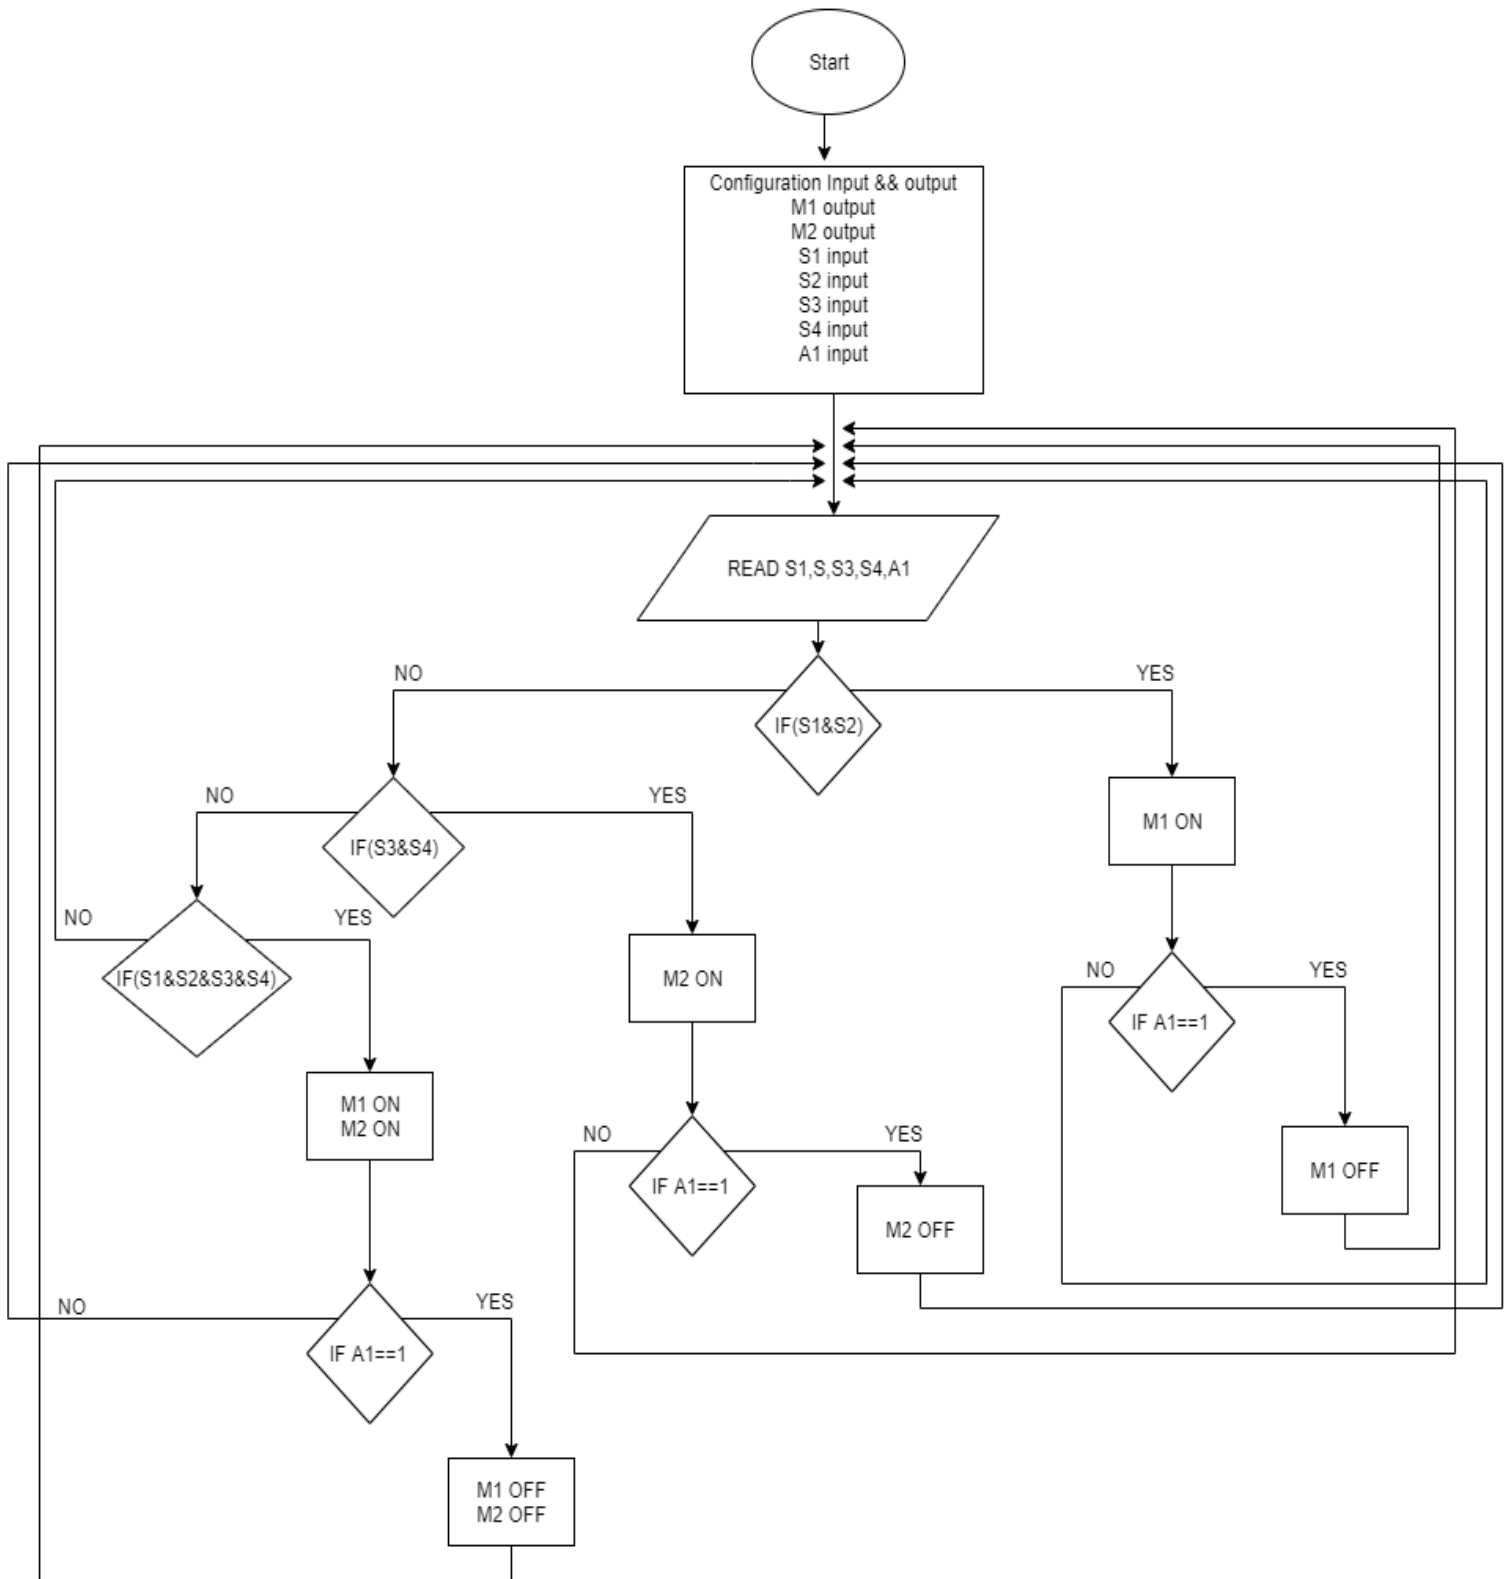 Start
Configuration Input && output
M1 output
M2 output
S1 input
S2 input
S3 input
S4 input
A1 input
READ S1,S,S3,S4,A1
NO
YES
IF(S1&S2)
NO
YES
M1 ON
IF(S3&S4)
NO
YES
IF(S1&S2&S3&S4)
M2 ON
NO
YES
IF A1==1
M1 ON
M2 ON
NO
YES
IF A1==1
M1 OFF
M2 OFF
NO
YES
IF A1==1
M1 OFF
M2 OFF